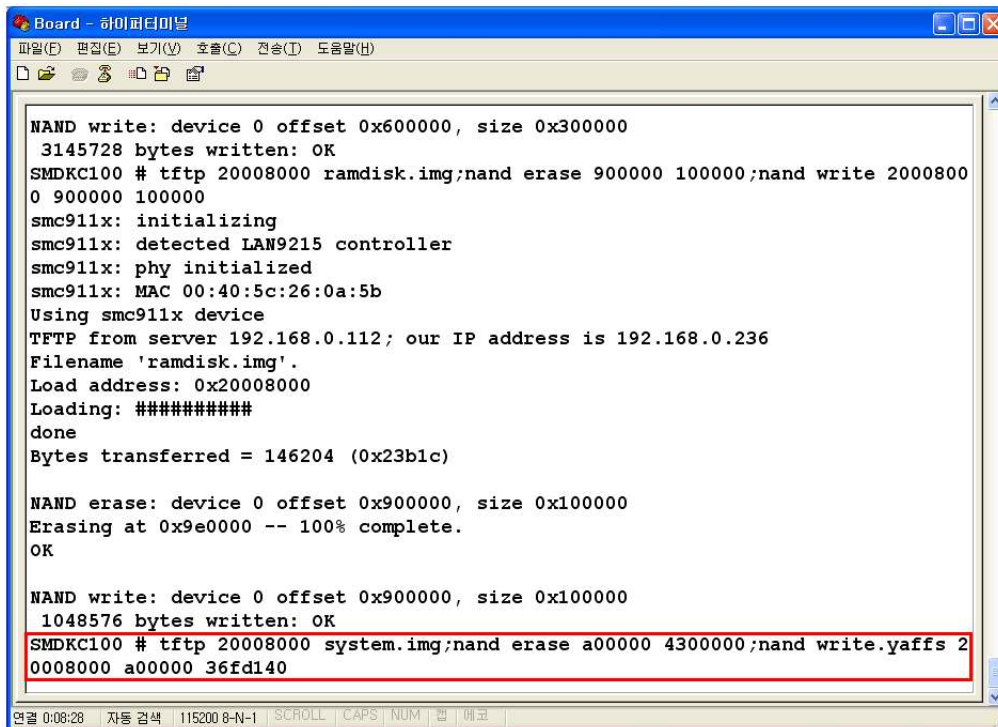 Board - 하이퍼터미널
파일(F) 편집(E) 보기(V) 호출(C) 전송(T) 도움말(H)
NAND write: device 0 offset 0x600000, size 0x300000
3145728 bytes written: OK
SMDKC100 # tftp 20008000 ramdisk.img;nand erase 900000 100000;nand write 2000800
0 900000 100000
smc911x: initializing
smc911x: detected LAN9215 controller
smc911x: phy initialized
smc911x: MAC 00:40:5c:26:0a:5b
Using smc911x device
TFTP from server 192.168.0.112; our IP address is 192.168.0.236
Filename 'ramdisk.img'.
Load address: 0x20008000
Loading: ##########
done
Bytes transferred = 146204 (0x23b1c)
NAND erase: device 0 offset 0x900000, size 0x100000
Erasing at 0x9e0000 -- 100% complete.
OK
NAND write: device 0 offset 0x900000, size 0x100000
1048576 bytes written: OK
SMDKC100 # tftp 20008000 system.img;nand erase a00000 4300000;nand write.yaffs 2
0008000 a00000 36fd140
연결 0:08:28 자동 검색 115200 8-N-1 SCROLL CAPS NUM 캡 에코